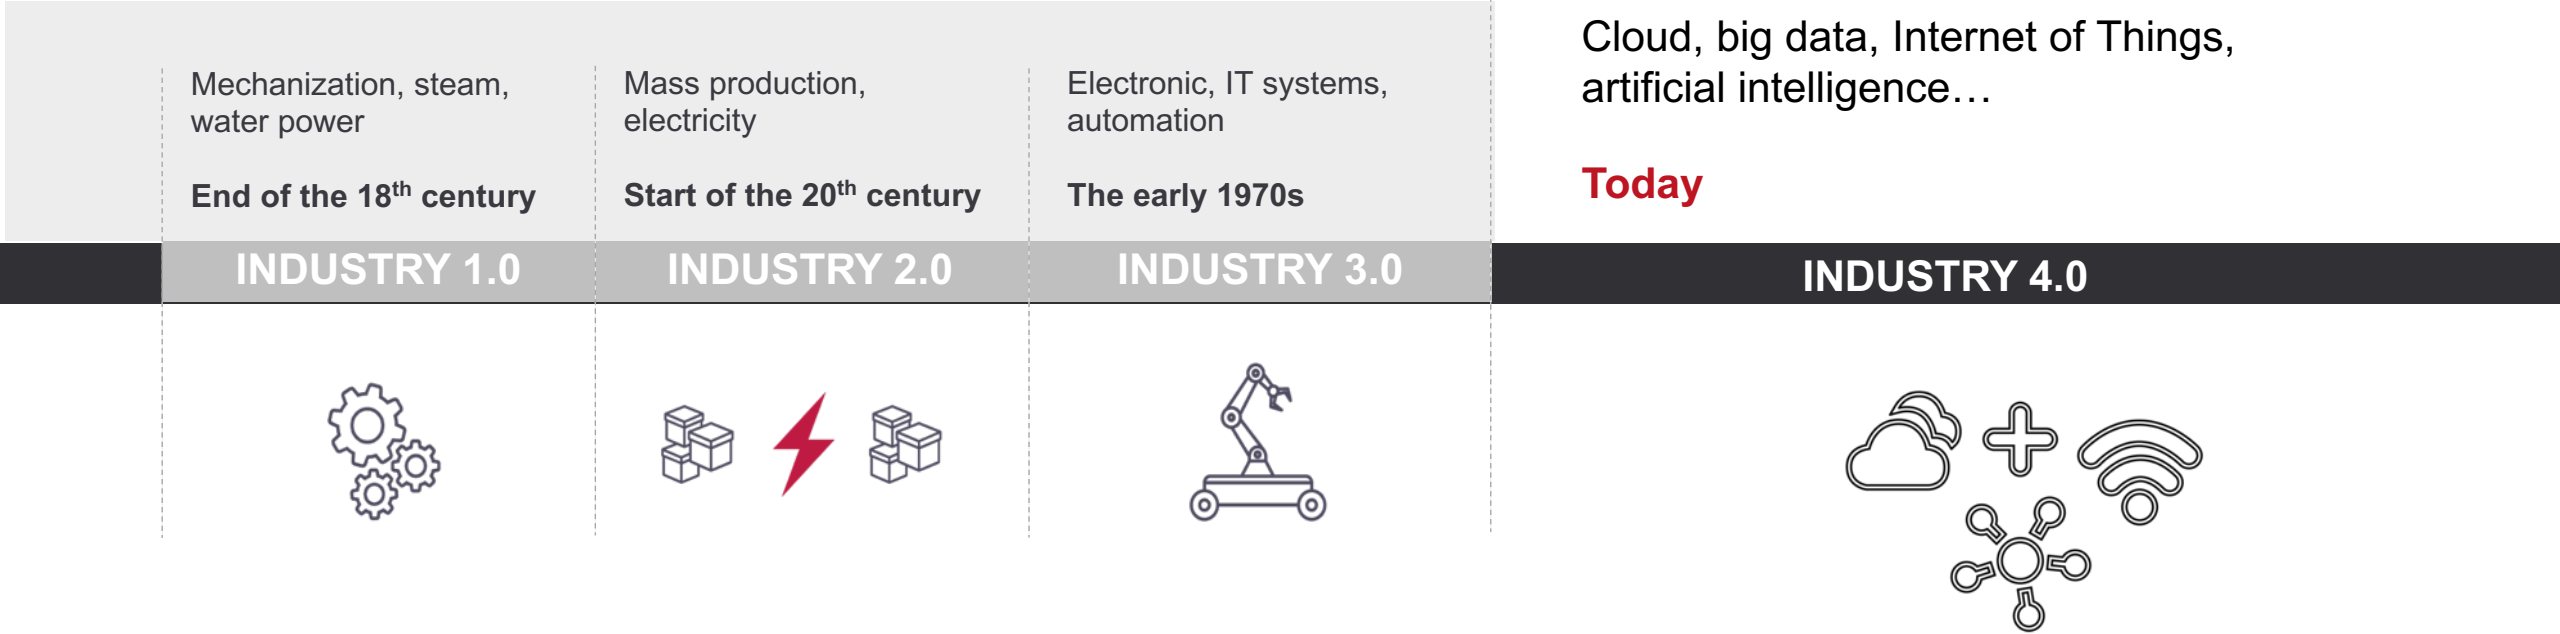 Mechanization, steam,
water power
End of the 18th century
INDUSTRY 1.0
Mass production,
electricity
Start of the 20th century
INDUSTRY 2.0
Electronic, IT systems,
automation
The early 1970s
INDUSTRY 3.0
Cloud, big data, Internet of Things,
artificial intelligence…
Today
INDUSTRY 4.0